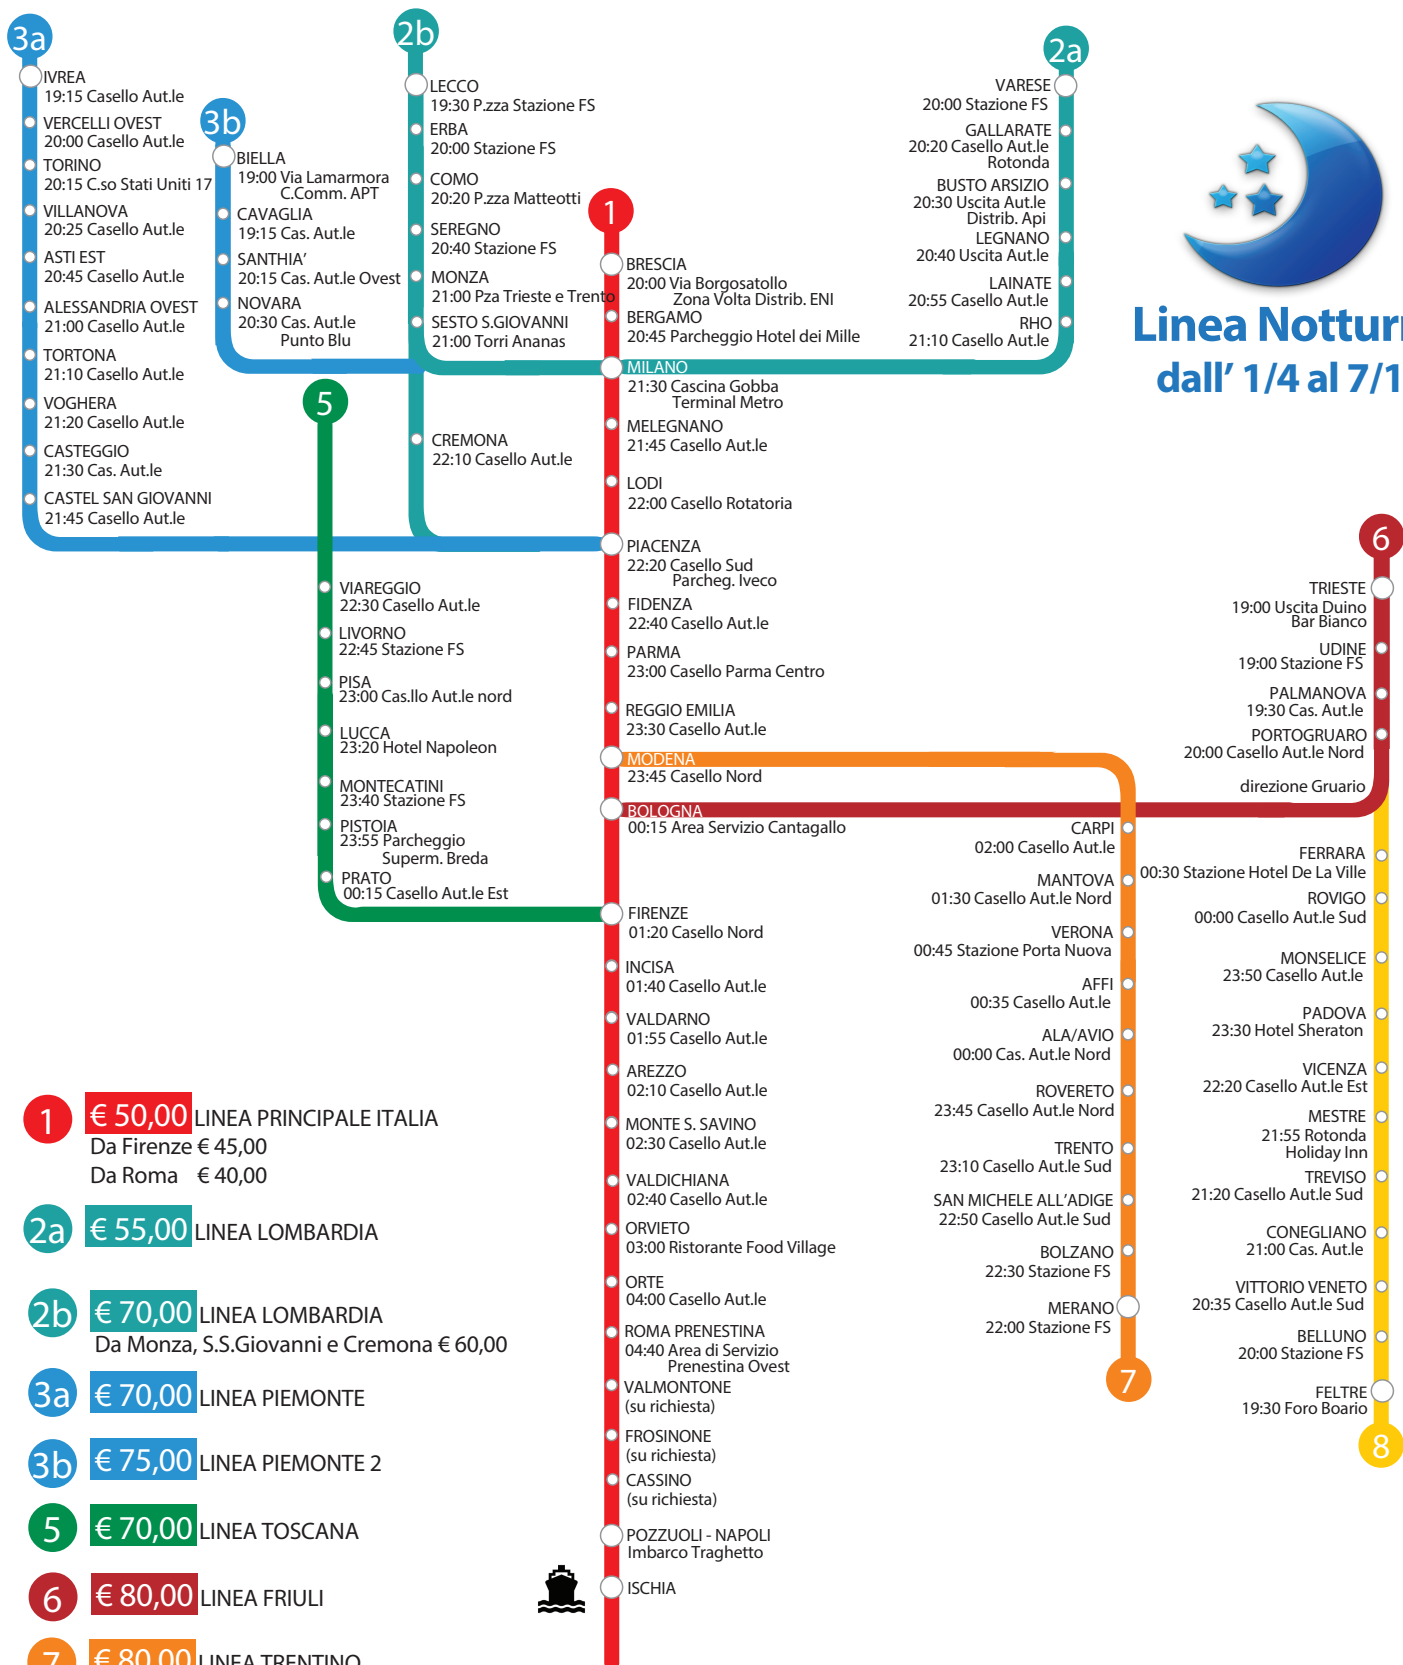 3a
IVREA
19:15 Casello Aut.le
VERCELLI OVEST
20:00 Casello Aut.le
TORINO
20:15 C.so Stati Uniti 17
VILLANOVA
20:25 Casello Aut.le
ASTI EST
20:45 Casello Aut.le
ALESSANDRIA OVEST
21:00 Casello Aut.le
TORTONA
21:10 Casello Aut.le
VOGHERA
21:20 Casello Aut.le
CASTEGGIO
21:30 Cas. Aut.le
CASTEL SAN GIOVANNI
21:45 Casello Aut.le
3b
BIELLA
19:00 Via Lamarmora
C.Comm. APT
CAVAGLIA
19:15 Cas. Aut.le
SANTHIA'
20:15 Cas. Aut.le Ovest
NOVARA
20:30 Cas. Aut.le
Punto Blu
2b
LECCO
19:30 P.zza Stazione FS
ERBA
20:00 Stazione FS
COMO
20:20 P.zza Matteotti
SEREGNO
20:40 Stazione FS
MONZA
21:00 Pza Trieste e Trento
SESTO S.GIOVANNI
21:00 Torri Ananas
CREMONA
22:10 Casello Aut.le
2a
VARESE
20:00 Stazione FS
GALLARATE
20:20 Casello Aut.le
Rotonda
BUSTO ARSIZIO
20:30 Uscita Aut.le
Distrib. Api
LEGNANO
20:40 Uscita Aut.le
LAINATE
20:55 Casello Aut.le
RHO
21:10 Casello Aut.le
Linea Nottur
dall' 1/4 al 7/1
5
VIAREGGIO
22:30 Casello Aut.le
LIVORNO
22:45 Stazione FS
PISA
23:00 Cas.llo Aut.le nord
LUCCA
23:20 Hotel Napoleon
MONTECATINI
23:40 Stazione FS
PISTOIA
23:55 Parcheggio
Superm. Breda
PRATO
00:15 Casello Aut.le Est
1
BRESCIA
20:00 Via Borgosatollo
Zona Volta Distrib. ENI
BERGAMO
20:45 Parcheggio Hotel dei Mille
MILANO
21:30 Cascina Gobba
Terminal Metro
MELEGNANO
21:45 Casello Aut.le
LODI
22:00 Casello Rotatoria
PIACENZA
22:20 Casello Sud
Parcheg. Iveco
FIDENZA
22:40 Casello Aut.le
PARMA
23:00 Casello Parma Centro
REGGIO EMILIA
23:30 Casello Aut.le
MODENA
23:45 Casello Nord
BOLOGNA
00:15 Area Servizio Cantagallo
FIRENZE
01:20 Casello Nord
INCISA
01:40 Casello Aut.le
VALDARNO
01:55 Casello Aut.le
AREZZO
02:10 Casello Aut.le
MONTE S. SAVINO
02:30 Casello Aut.le
VALDICHIANA
02:40 Casello Aut.le
ORVIETO
03:00 Ristorante Food Village
ORTE
04:00 Casello Aut.le
ROMA PRENESTINA
04:40 Area di Servizio
Prenestina Ovest
VALMONTONE
(su richiesta)
FROSINONE
(su richiesta)
CASSINO
(su richiesta)
POZZUOLI - NAPOLI
Imbarco Traghetto
ISCHIA
CARPI
02:00 Casello Aut.le
MANTOVA
01:30 Casello Aut.le Nord
VERONA
00:45 Stazione Porta Nuova
AFFI
00:35 Casello Aut.le
ALA/AVIO
00:00 Cas. Aut.le Nord
ROVERETO
23:45 Casello Aut.le Nord
TRENTO
23:10 Casello Aut.le Sud
SAN MICHELE ALL'ADIGE
22:50 Casello Aut.le Sud
BOLZANO
22:30 Stazione FS
MERANO
22:00 Stazione FS
7
6
TRIESTE
19:00 Uscita Duino
Bar Bianco
UDINE
19:00 Stazione FS
PALMANOVA
19:30 Cas. Aut.le
PORTOGRUARO
20:00 Casello Aut.le Nord
direzione Gruario
FERRARA
00:30 Stazione Hotel De La Ville
ROVIGO
00:00 Casello Aut.le Sud
MONSELICE
23:50 Casello Aut.le
PADOVA
23:30 Hotel Sheraton
VICENZA
22:20 Casello Aut.le Est
MESTRE
21:55 Rotonda
Holiday Inn
TREVISO
21:20 Casello Aut.le Sud
CONEGLIANO
21:00 Cas. Aut.le
VITTORIO VENETO
20:35 Casello Aut.le Sud
BELLUNO
20:00 Stazione FS
FELTRE
19:30 Foro Boario
8
1 € 50,00 LINEA PRINCIPALE ITALIA
Da Firenze € 45,00
Da Roma € 40,00
2a € 55,00 LINEA LOMBARDIA
2b € 70,00 LINEA LOMBARDIA
Da Monza, S.S.Giovanni e Cremona € 60,00
3a € 70,00 LINEA PIEMONTE
3b € 75,00 LINEA PIEMONTE 2
5 € 70,00 LINEA TOSCANA
6 € 80,00 LINEA FRIULI
7 € 80,00 LINEA TRENTINO